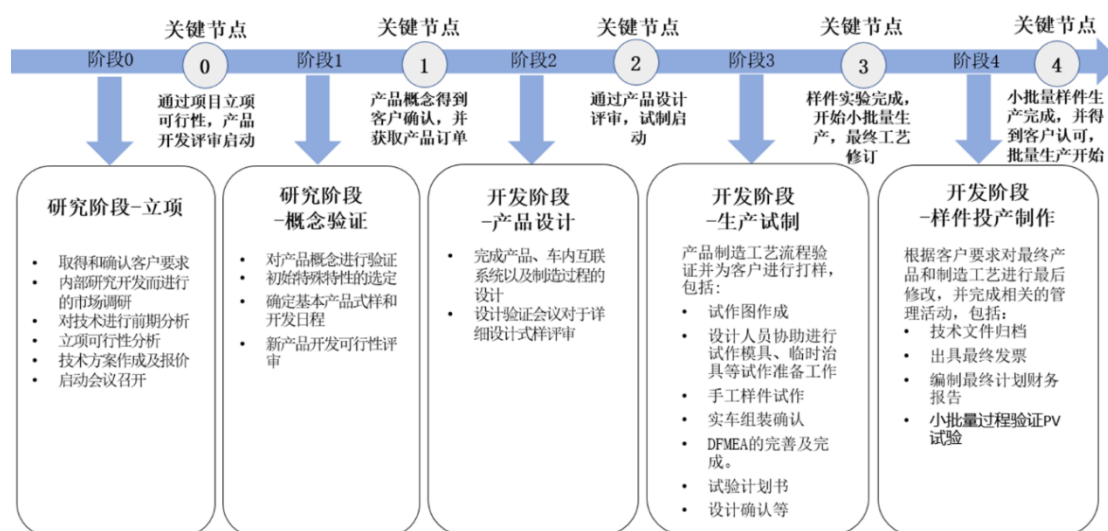 关键节点
关键节点
关键节点
关键节点
关键节点
阶段0
0
阶段1
1
阶段2
2
阶段3
3
阶段4
4
通过项目立项
可行性，产品
开发评审启动
产品概念得到
客户确认，并
获取产品订单
通过产品设计
评审，试制启
动
样件实验完成，
开始小批量生
产，最终工艺
修订
小批量样件生
产完成，并得
到客户认可，
批量生产开始
研究阶段-立项
• 取得和确认客户要求
• 内部研究开发而进行
的市场调研
• 对技术进行前期分析
• 立项可行性分析
• 技术方案作成及报价
• 启动会议召开
研究阶段
-概念验证
• 对产品概念进行验证
• 初始特殊特性的选定
• 确定基本产品式样和
开发日程
• 新产品开发可行性评
审
开发阶段
-产品设计
• 完成产品、车内互联
系统以及制造过程的
设计
• 设计验证会议对于详
细设计式样评审
开发阶段
-生产试制
产品制造工艺流程验
证并为客户进行打样，
包括:
• 试作图作成
• 设计人员协助进行
试作模具、临时治
具等试作准备工作
• 手工样件试作
• 实车组装确认
• DFMEA的完善及完
成。
• 试验计划书
• 设计确认等
开发阶段
-样件投产制作
根据客户要求对最终产
品和制造工艺进行最后
修改，并完成相关的管
理活动，包括:
• 技术文件归档
• 出具最终发票
• 编制最终计划财务
报告
• 小批量过程验证PV
试验